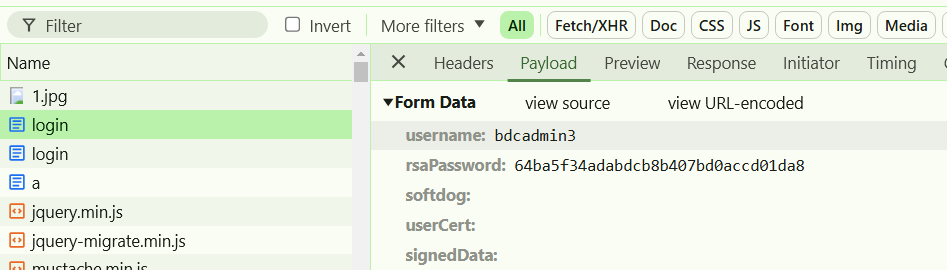 Filter Invert More filters All Fetch/XHR Doc CSS JS Font Img Media
Name
Headers Payload Preview Response Initiator Timing
1.jpg
Form Data view source view URL-encoded
login
username: bdcadmin3
login
rsaPassword: 64ba5f34adabdcb8b407bd0accd01da8
a
softdog:
jquery.min.js
userCert:
jquery-migrate.min.js
signedData:
mustache.min.js